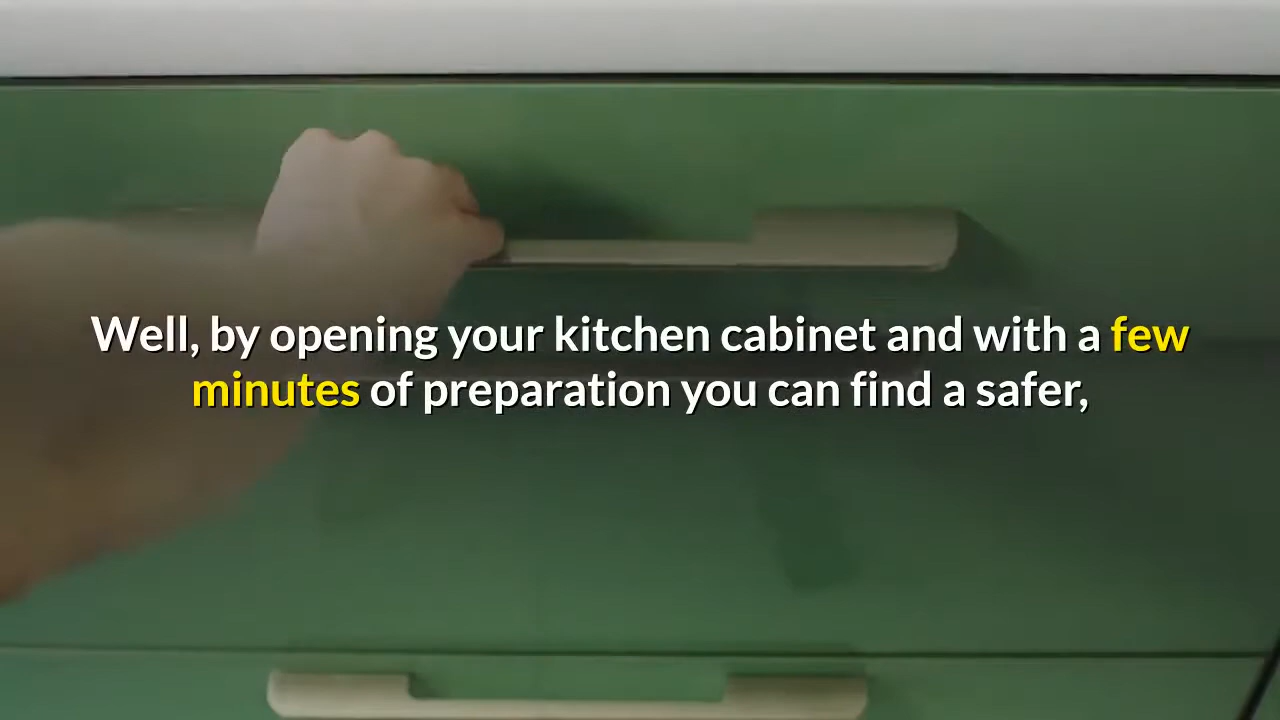 Well, by opening your kitchen cabinet and with a few
minutes of preparation you can find a safer,